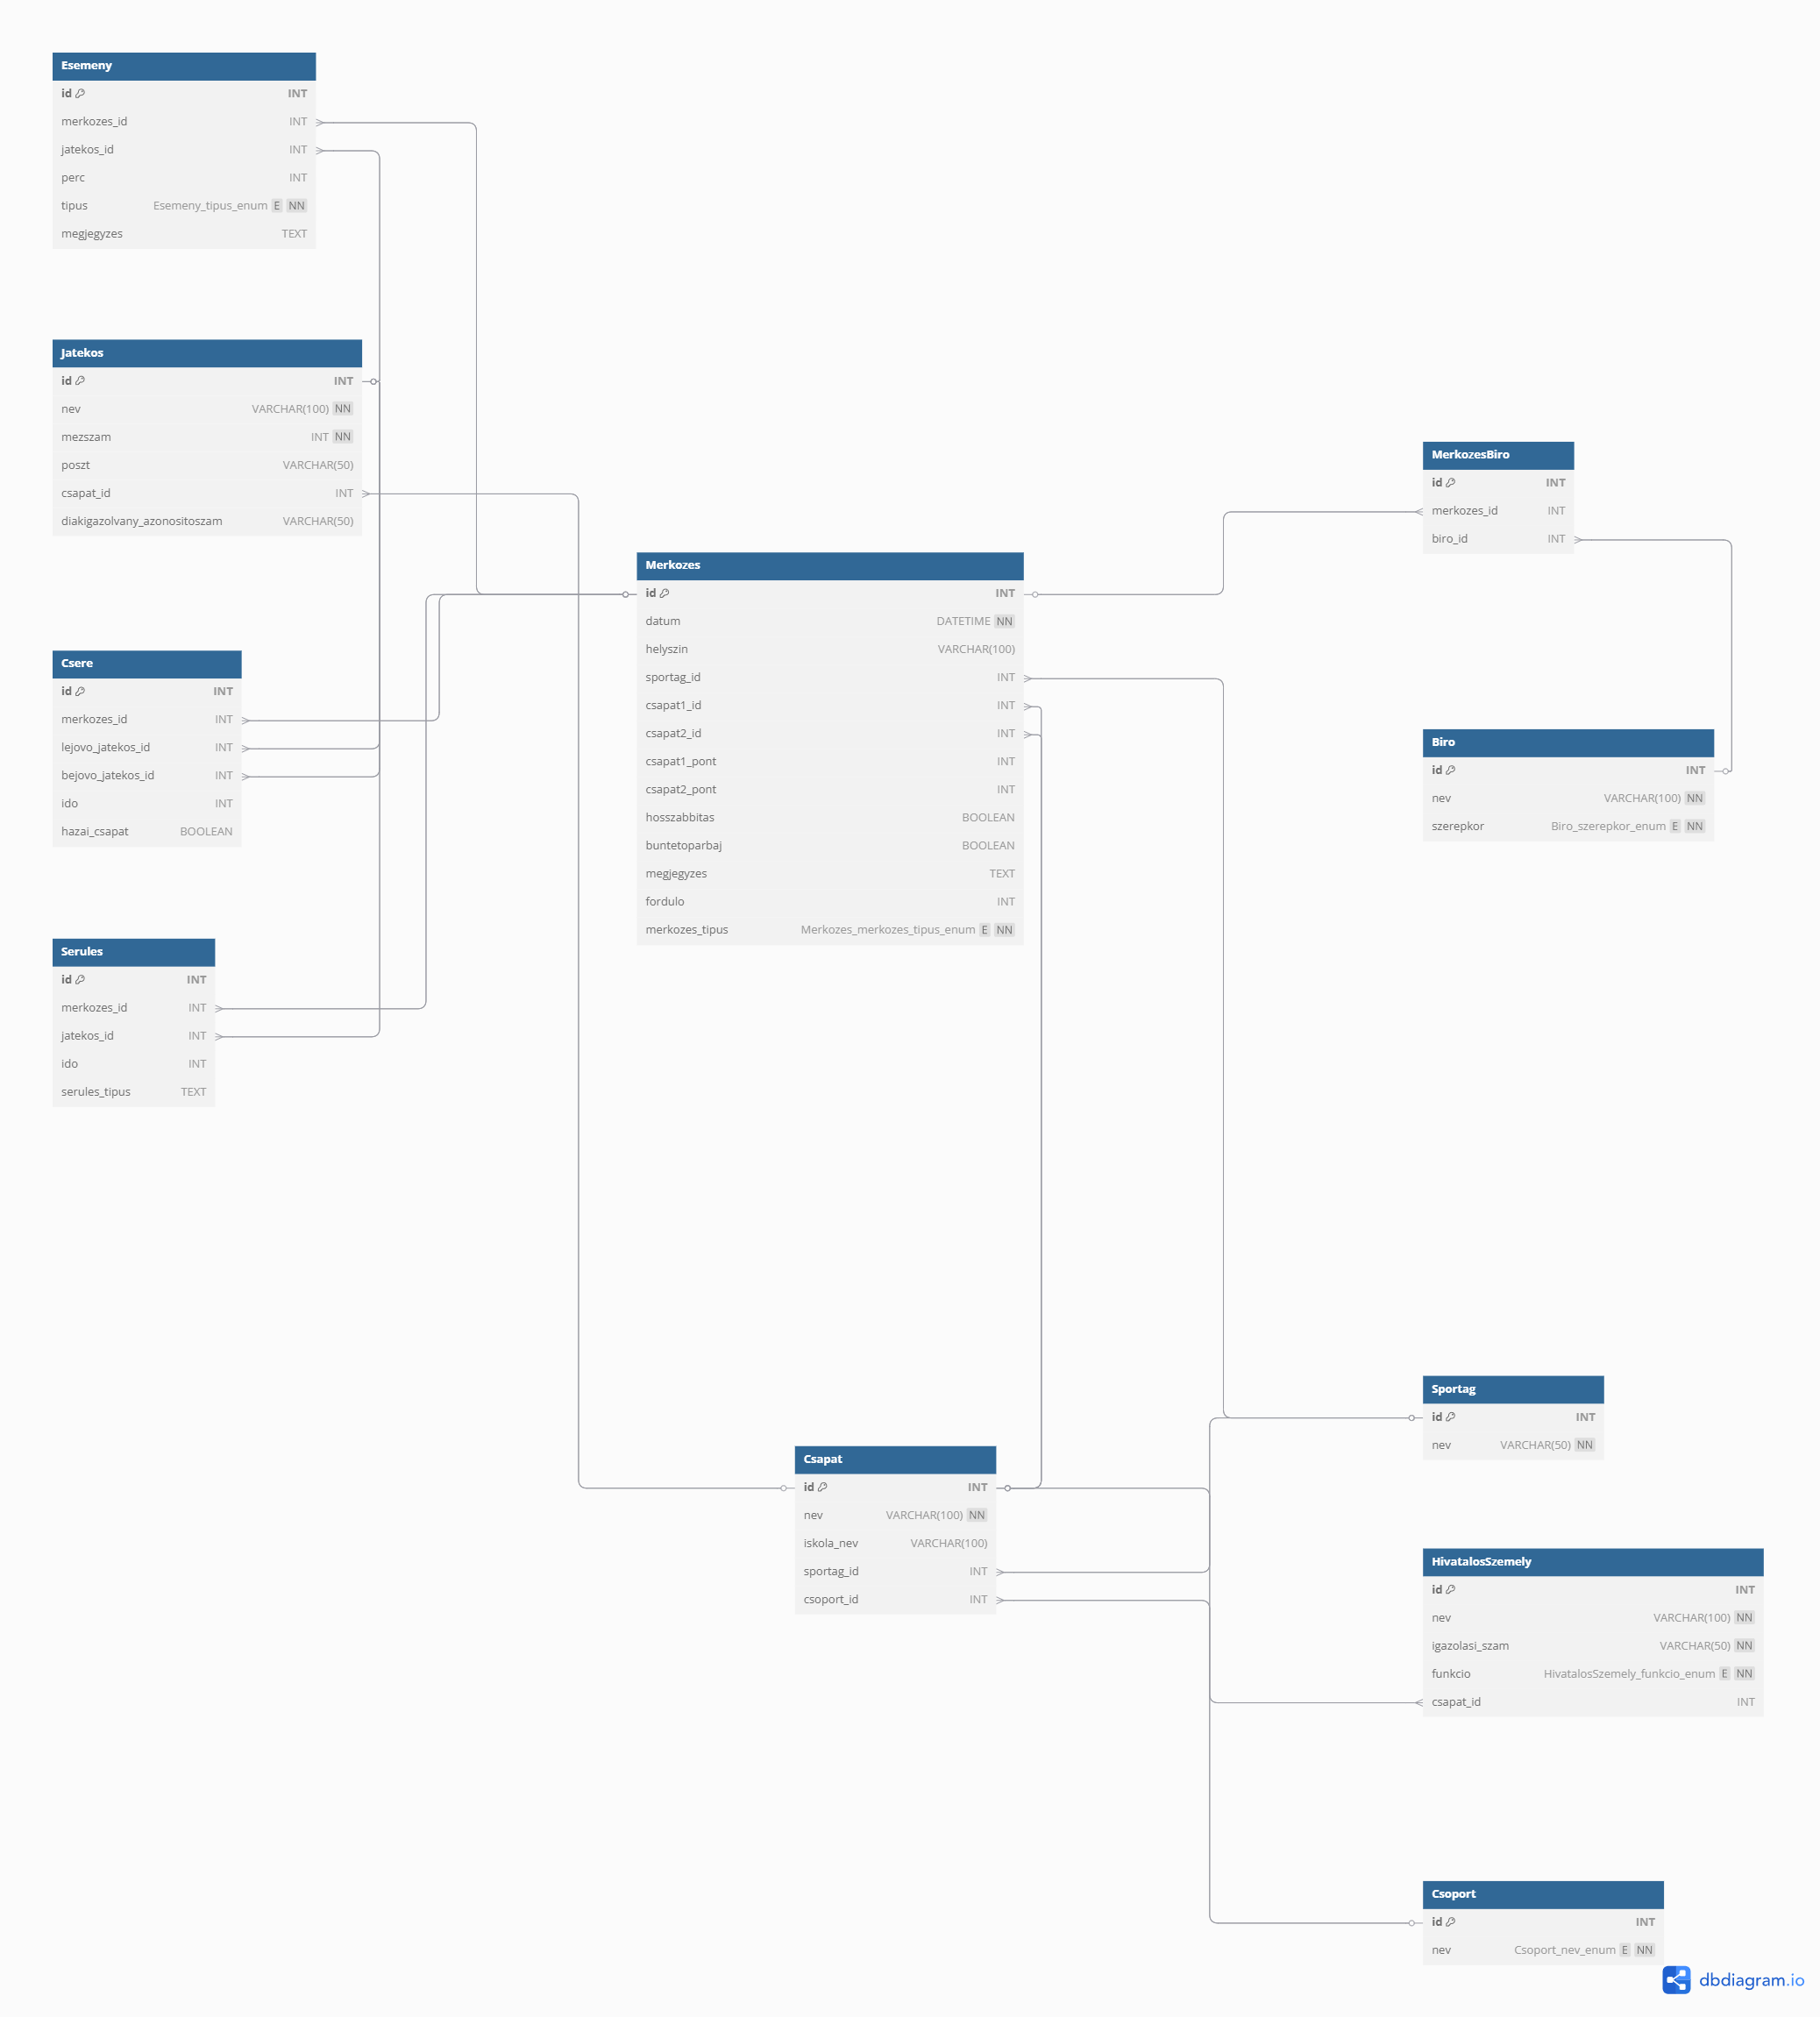 Esemeny
id INT
merkozes_id INT
jatekos_id INT
perc INT
tipus Esemeny_tipus_enum E NN
megjegyzes TEXT
Jatekos
id INT
nev VARCHAR(100) NN
mezszam INT NN
poszt VARCHAR(50)
csapat_id INT
diakigazolvany_azonositoszam VARCHAR(50)
Csere
id INT
merkozes_id INT
lejovo_jatekos_id INT
bejovo_jatekos_id INT
ido INT
hazai_csapat BOOLEAN
Serules
id INT
merkozes_id INT
jatekos_id INT
ido INT
serules_tipus TEXT
Merkozes
id INT
datum DATETIME NN
helyszin VARCHAR(100)
sportag_id INT
csapat1_id INT
csapat2_id INT
csapat1_pont INT
csapat2_pont INT
hosszabbitas BOOLEAN
buntetoparbaj BOOLEAN
megjegyzes TEXT
fordulo INT
merkozes_tipus Merkozes_merkozes_tipus_enum E NN
Csapat
id INT
nev VARCHAR(100) NN
iskola_nev VARCHAR(100)
sportag_id INT
csoport_id INT
MerkozesBiro
id INT
merkozes_id INT
biro_id INT
Biro
id INT
nev VARCHAR(100) NN
szerepkor Biro_szerepkor_enum E NN
Sportag
id INT
nev VARCHAR(50) NN
HivatalosSzemely
id INT
nev VARCHAR(100) NN
igazolasi_szam VARCHAR(50) NN
funkcio HivatalosSzemely_funkcio_enum E NN
csapat_id INT
Csoport
id INT
nev Csoport_nev_enum E NN
dbdiagram.io